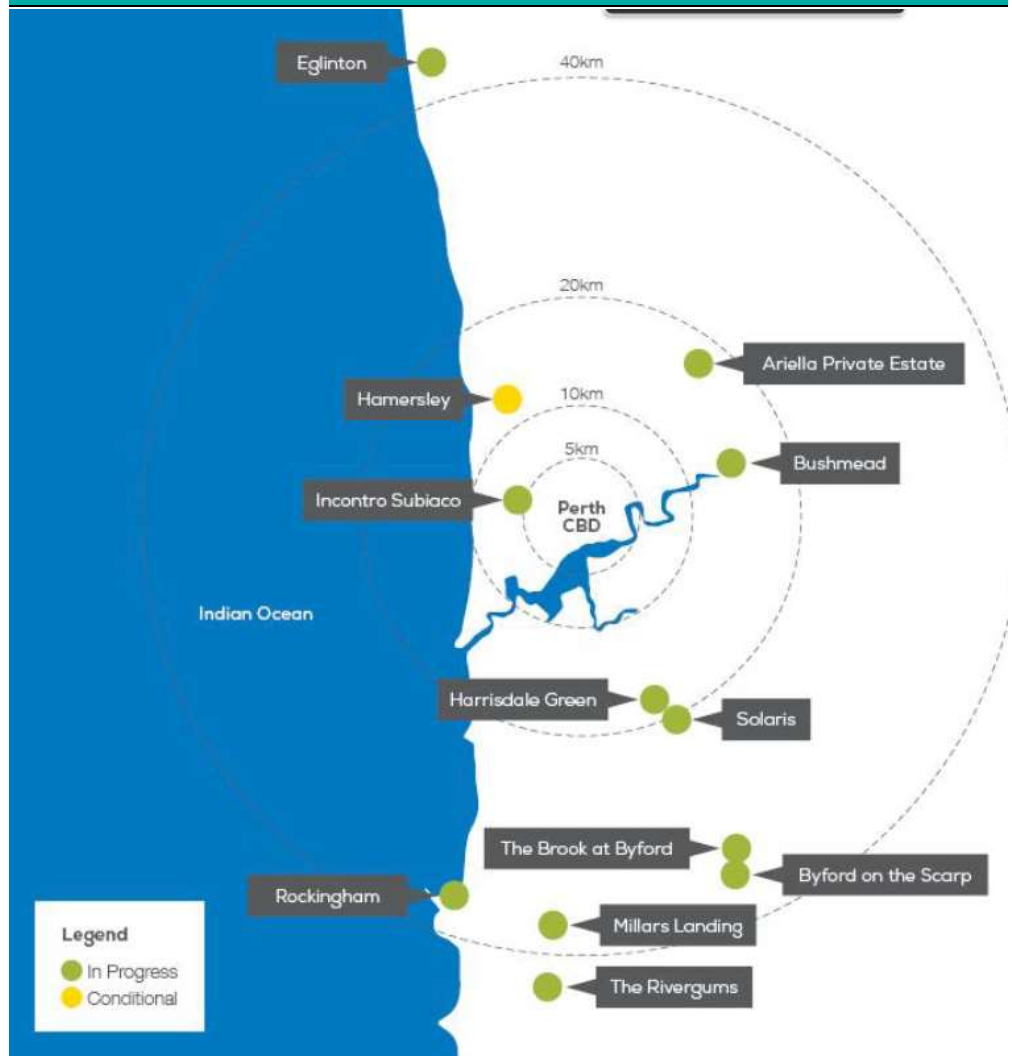 Eglinton
40km
20km
Ariella Private Estate
Hamersley
10km
5km
Bushmead
Incontro Subiaco
Perth
CBD
Indian Ocean
Harrisdale Green
Solaris
The Brook at Byford
Byford on the Scarp
Rockingham
Millars Landing
The Rivergums
Legend
In Progress
Conditional